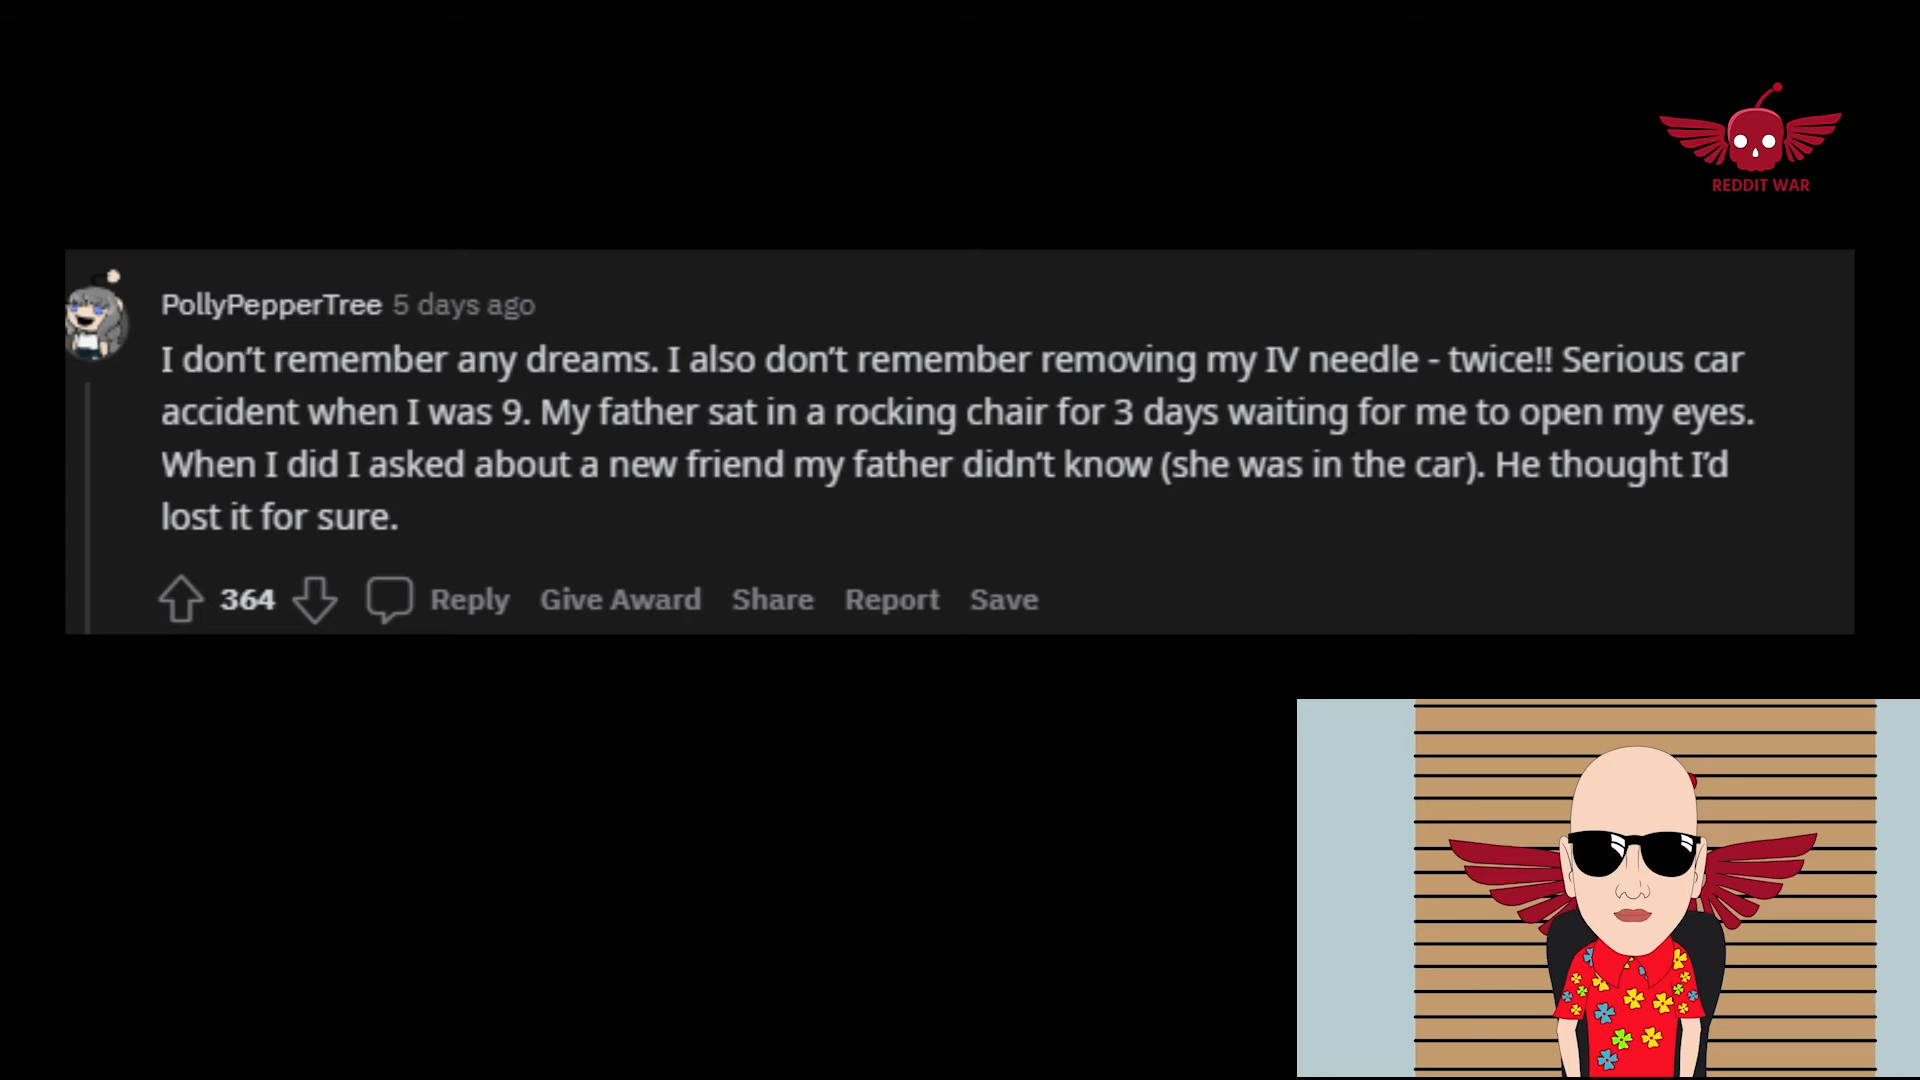 REDDIT WAR
PollyPepperTree 5 days ago
I don’t remember any dreams. I also don’t remember removing my IV needle - twice!! Serious car
accident when I was 9. My father sat in a rocking chair for 3 days waiting for me to open my eyes.
When I did I asked about a new friend my father didn’t know (she was in the car). He thought I’d
lost it for sure.
364 Reply Give Award Share Report Save